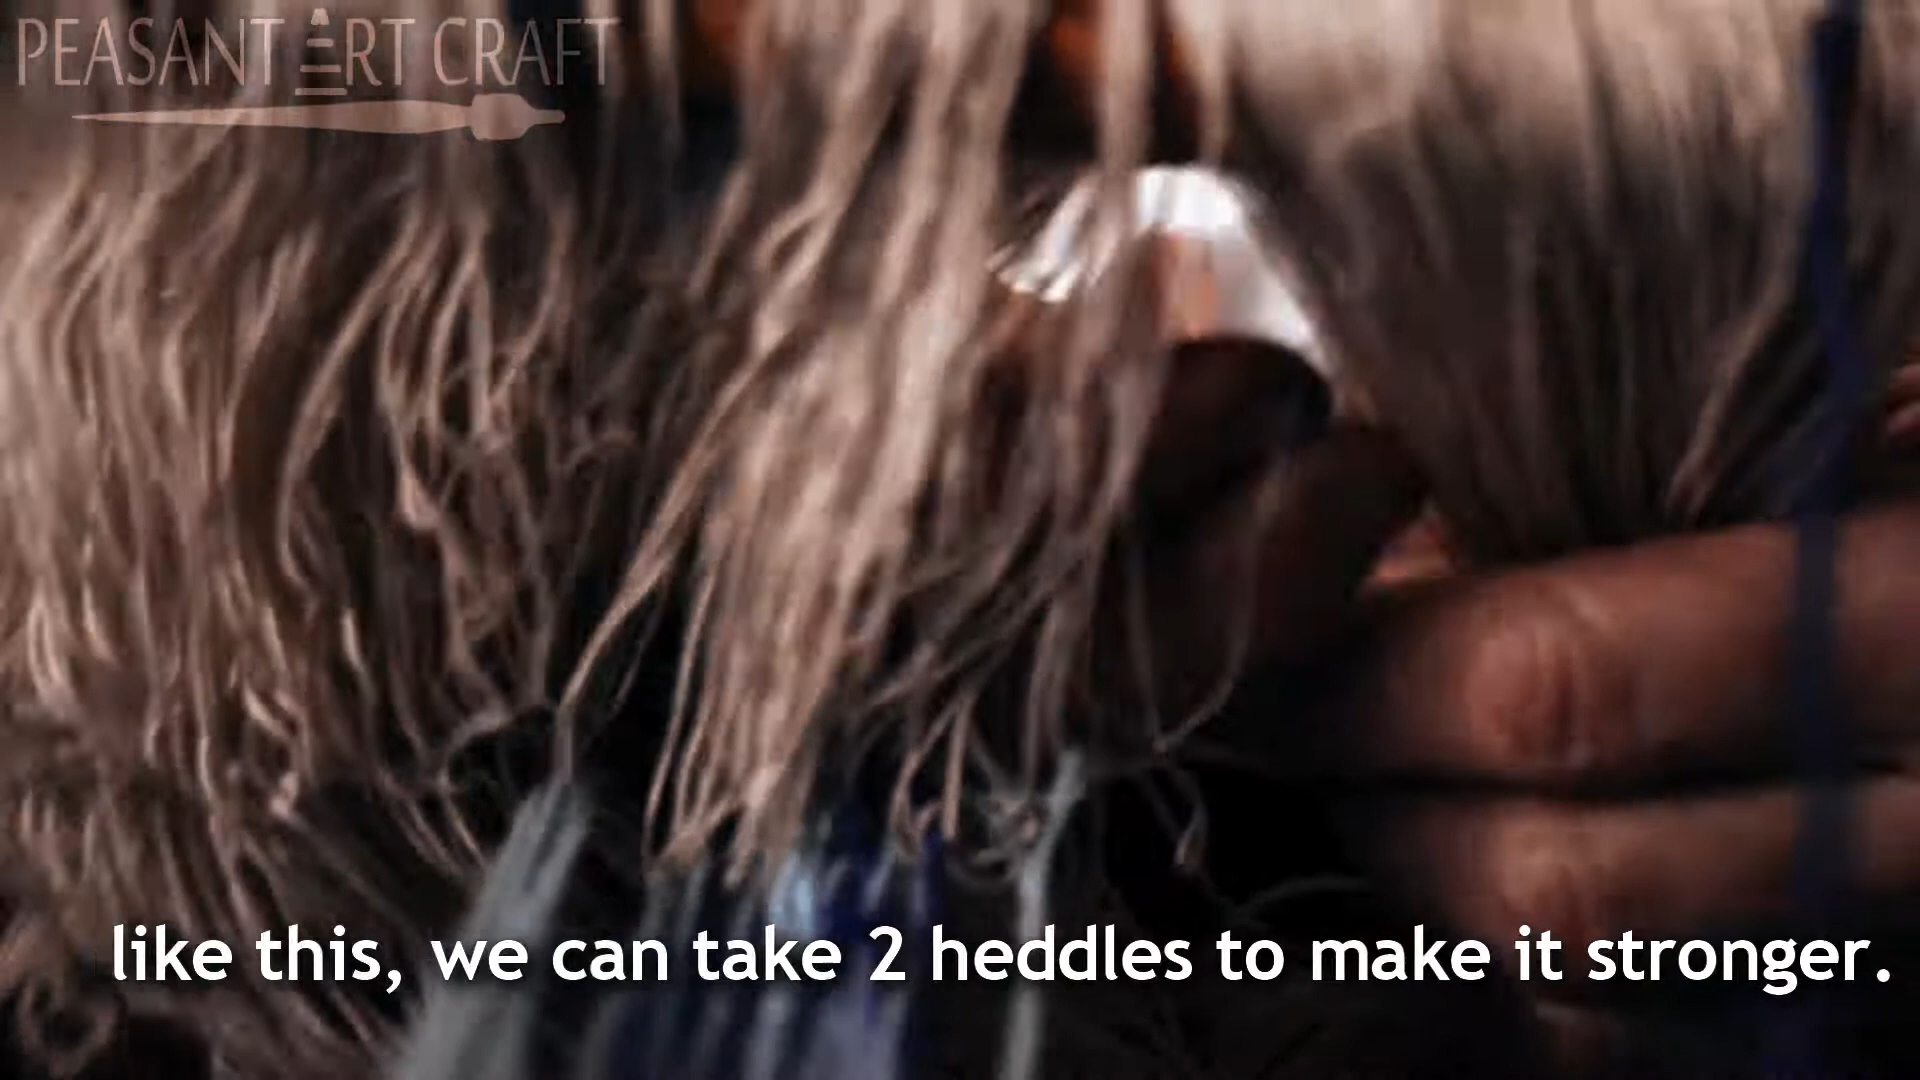 PEASANT ART CRAFT
like this, we can take 2 heddles to make it stronger.